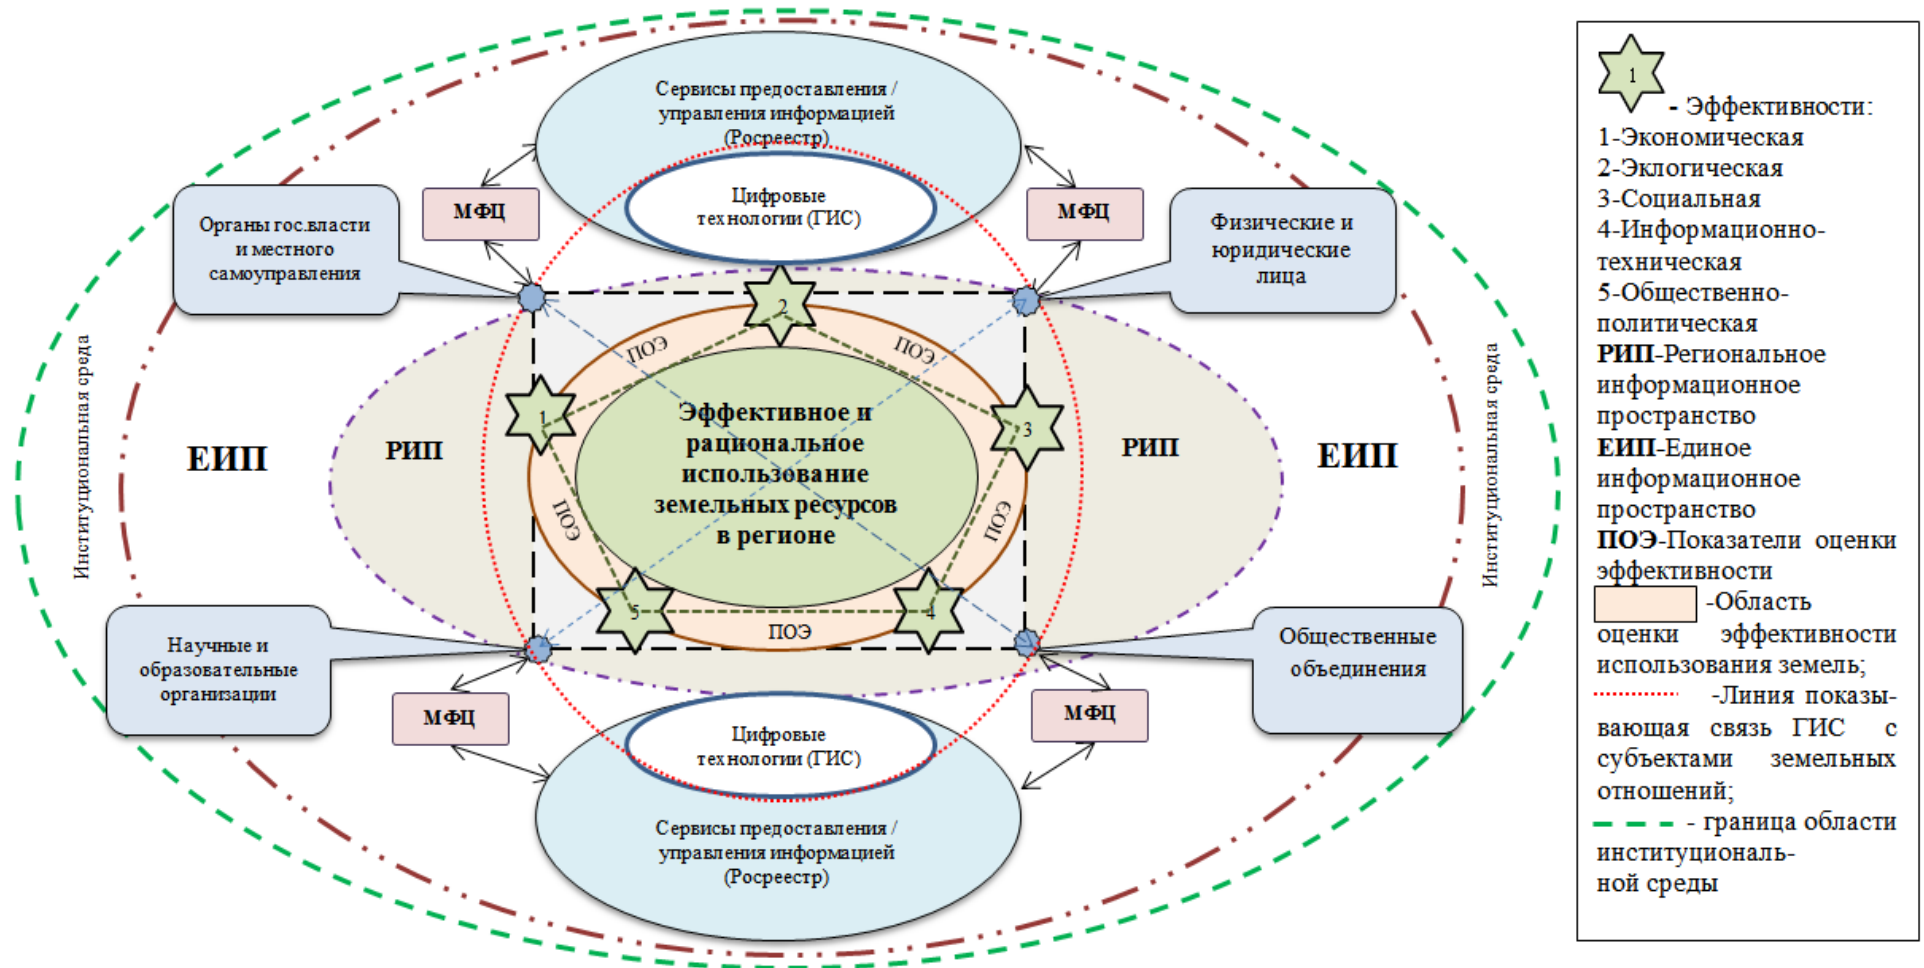 Сервисы предоставления /
управления информацией
(Росреестр)
Цифровые
технологии (ГИС)
МФЦ
МФЦ
Органы гос.власти
и местного
самоуправления
Физические и
юридические
лица
Институциональная среда
ЕИП
РИП
ПОЭ
ПОЭ
2
1
3
Эффективное и
рациональное
использование
земельных ресурсов
в регионе
ПОЭ
ПОЭ
5
4
ПОЭ
РИП
ЕИП
Институциональная среда
Научные и
образовательные
организации
Общественные
объединения
МФЦ
МФЦ
Цифровые
технологии (ГИС)
Сервисы предоставления /
управления информацией
(Росреестр)
1
- Эффективности:
1-Экономическая
2-Эклогическая
3-Социальная
4-Информационно-
техническая
5-Общественно-
политическая
РИП-Региональное
информационное
пространство
ЕИП-Единое
информационное
пространство
ПОЭ-Показатели оценки
эффективности
-Область
оценки эффективности
использования земель;
-Линия показы-
вающая связь ГИС с
субъектами земельных
отношений;
- граница области
институциональ-
ной среды